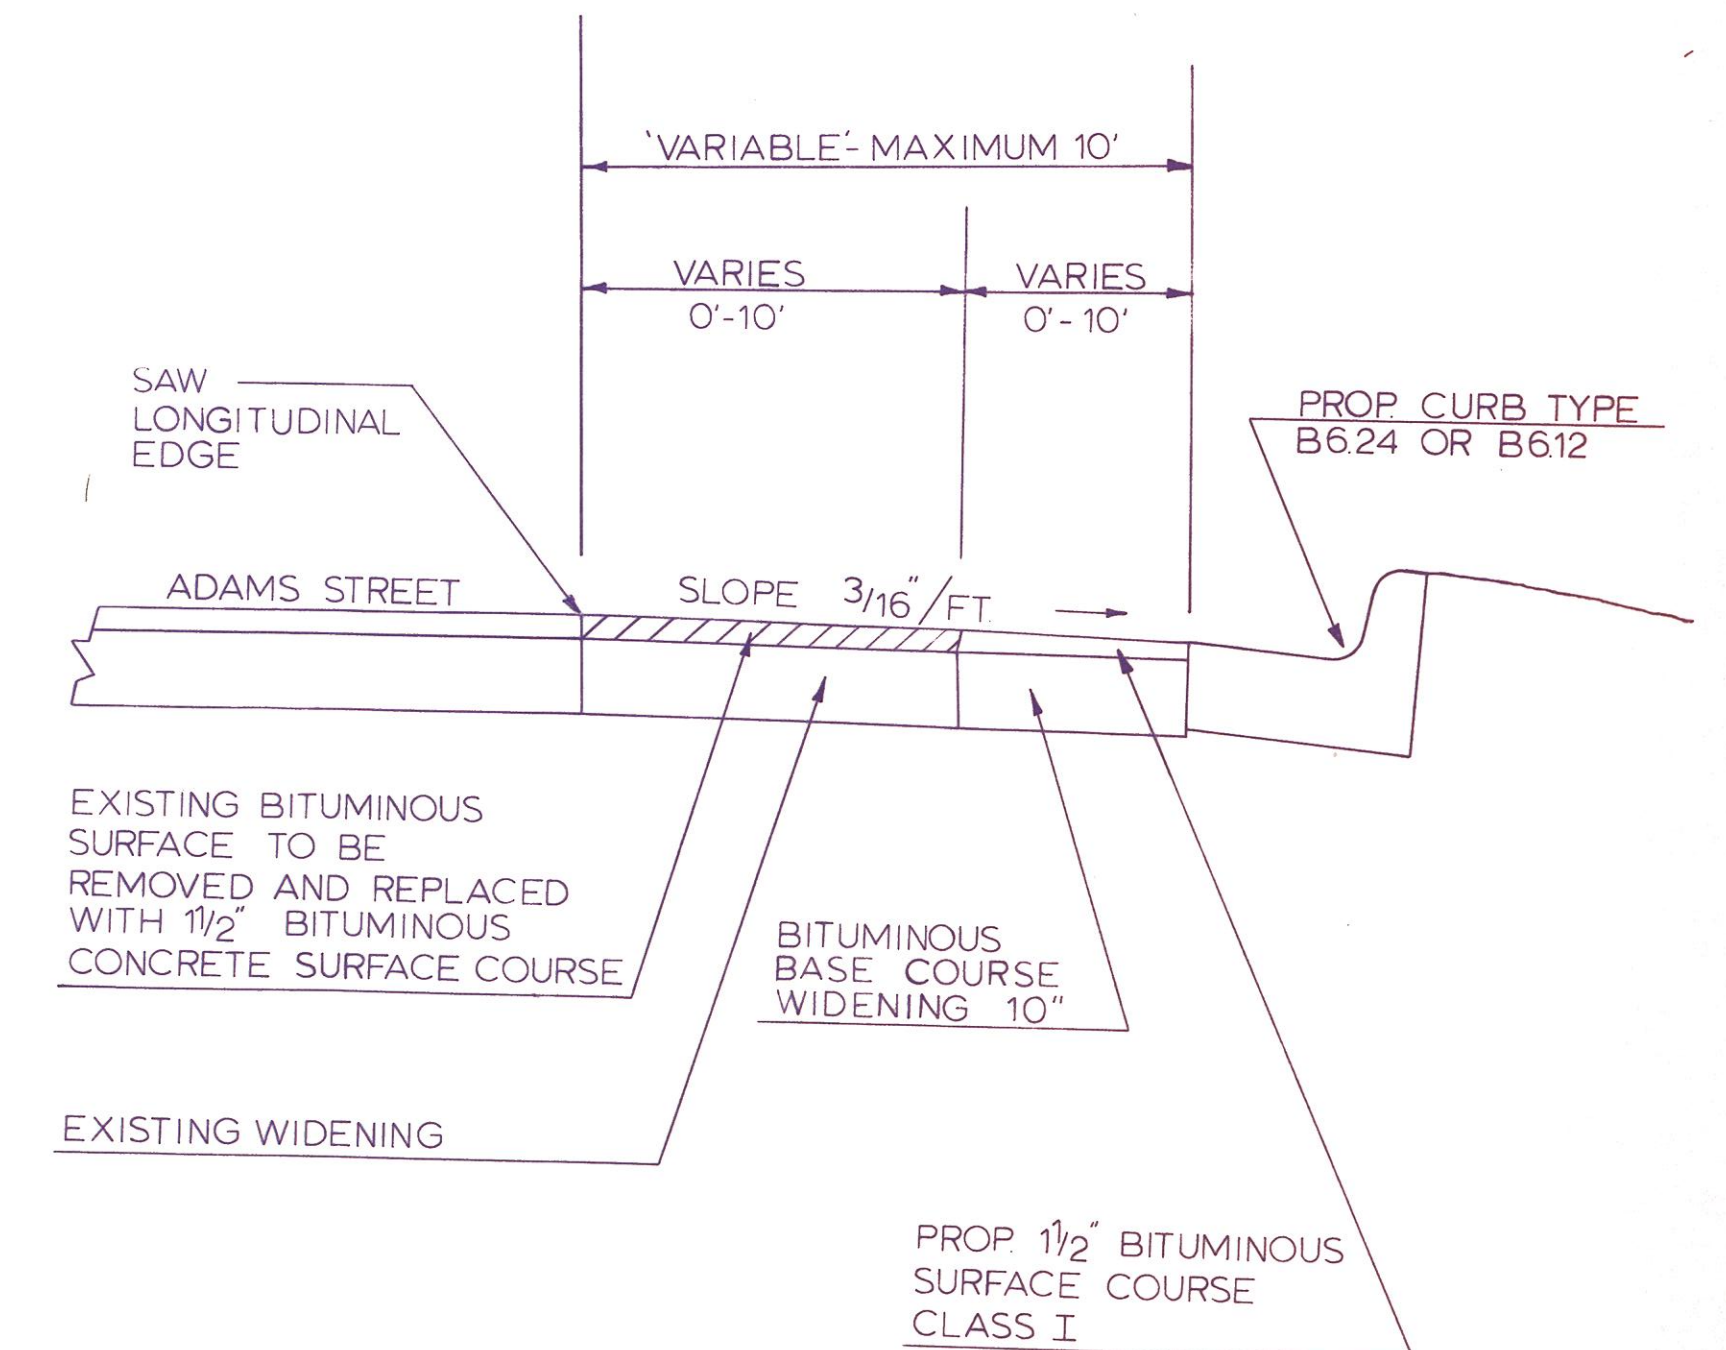 'VARIABLE'- MAXIMUM 10'
VARIES
0'-10'
VARIES
0'-10'
SAW
LONGITUDINAL
EDGE
PROP. CURB TYPE
B6.24 OR B6.12
ADAMS STREET
SLOPE 3/16"/FT.
EXISTING BITUMINOUS
SURFACE TO BE
REMOVED AND REPLACED
WITH 1 1/2" BITUMINOUS
CONCRETE SURFACE COURSE
BITUMINOUS
BASE COURSE
WIDENING 10"
EXISTING WIDENING
PROP. 1 1/2" BITUMINOUS
SURFACE COURSE
CLASS I